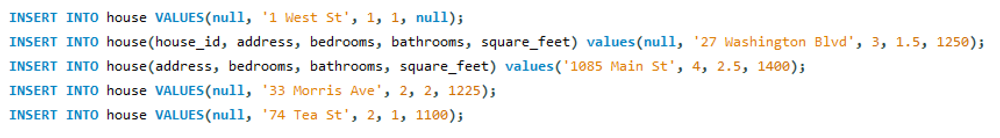 INSERT INTO house VALUES(null, '1 West St', 1, 1, null);
INSERT INTO house(house_id, address, bedrooms, bathrooms, square_feet) values(null, '27 Washington Blvd', 3, 1.5, 1250);
INSERT INTO house(address, bedrooms, bathrooms, square_feet) values('1085 Main St', 4, 2.5, 1400);
INSERT INTO house VALUES(null, '33 Morris Ave', 2, 2, 1225);
INSERT INTO house VALUES(null, '74 Tea St', 2, 1, 1100);